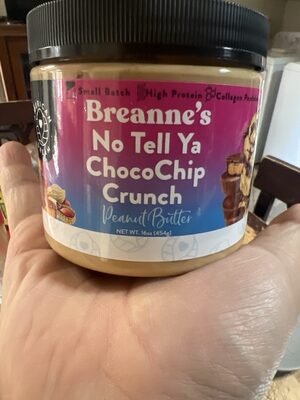 Small Batch High Protein Collagen
Breanne's
No Tell Ya
ChocoChip
Crunch
Peanut Butter
NET WT. 16oz (454g)